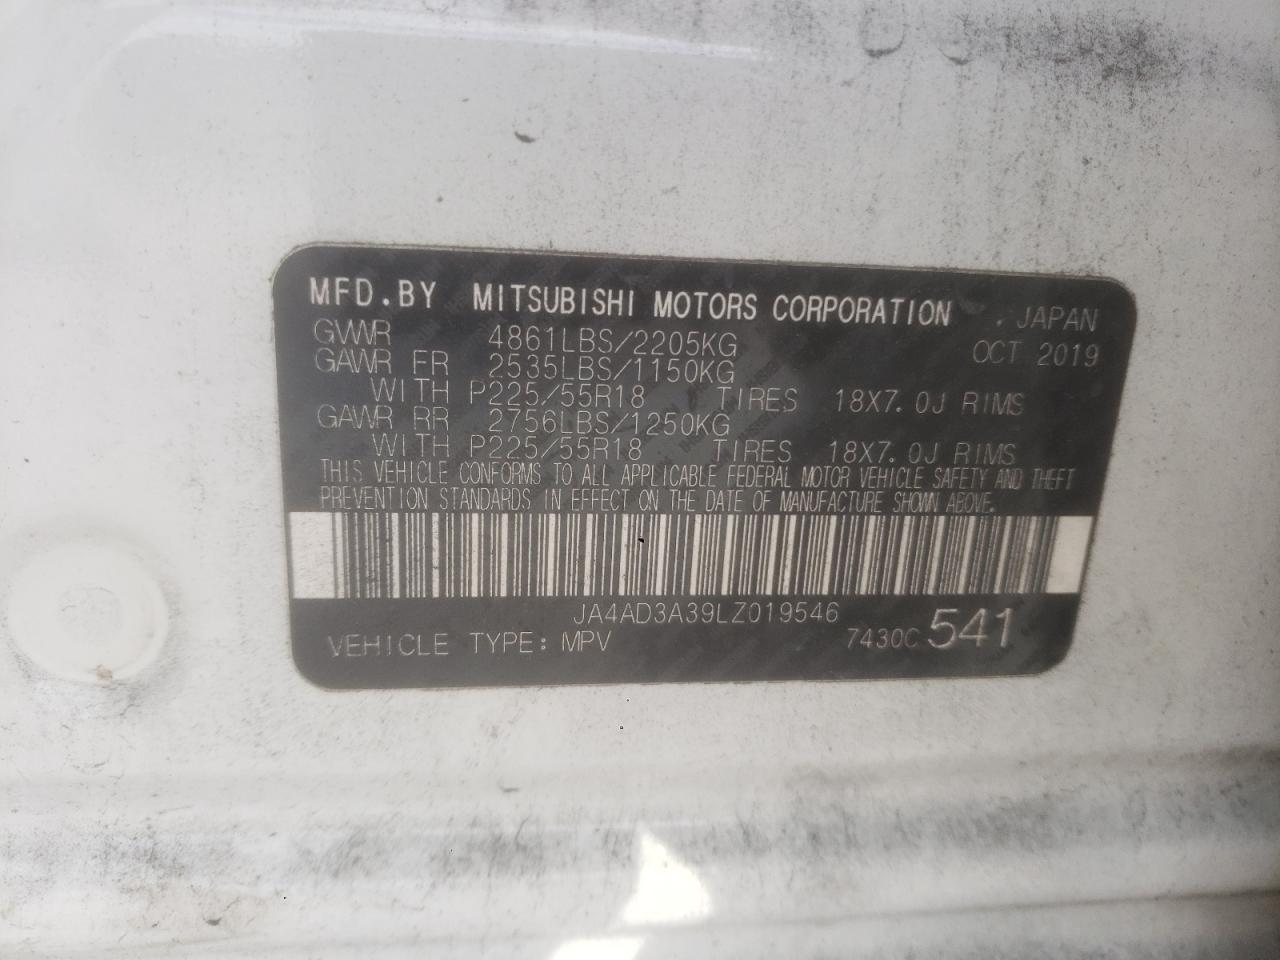 MFD.BY MITSUBISHI MOTORS CORPORATION . JAPAN
GVWR 4861LBS/2205KG OCT 2019
GAWR FR 2535LBS/1150KG
WITH P225/55R18 TIRES 18X7.0J RIMS
GAWR RR 2756LBS/1250KG
WITH P225/55R18 TIRES 18X7.0J RIMS
THIS VEHICLE CONFORMS TO ALL APPLICABLE FEDERAL MOTOR VEHICLE SAFETY AND THEFT
PREVENTION STANDARDS IN EFFECT ON THE DATE OF MANUFACTURE SHOWN ABOVE.
JA4AD3A39LZ019546
VEHICLE TYPE: MPV 7430C 541